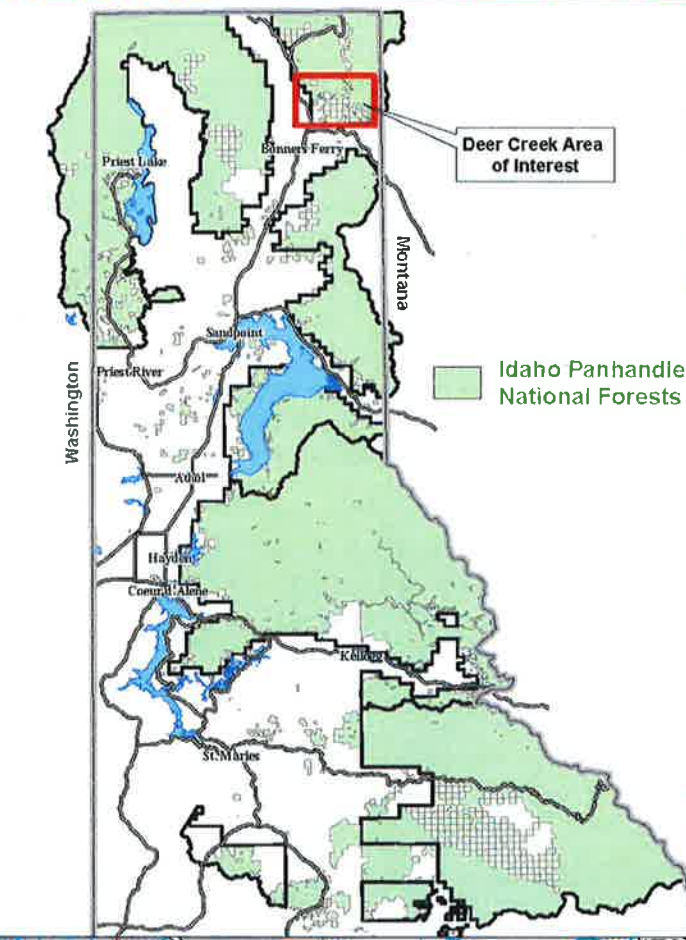 Bonners Ferry
Deer Creek Area
of Interest
Priest Lake
Montana
Sandpoint
Priest River
Washington
Idaho Panhandle
National Forests
Athol
Hayden
Coeur d'Alene
Kellogg
St. Maries